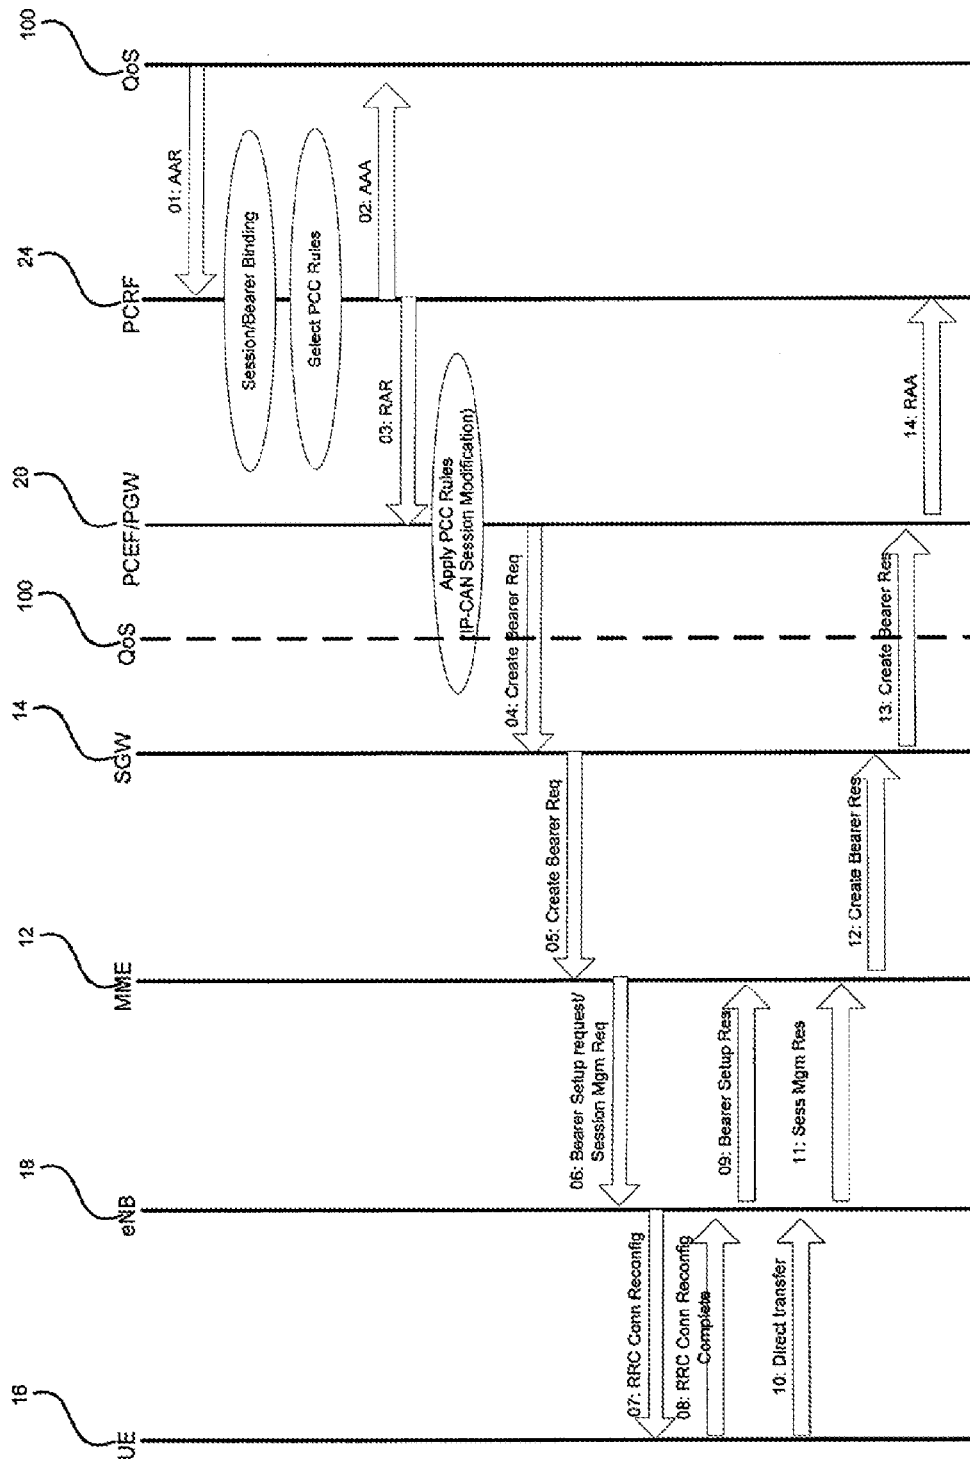 16
UE
18
eNB
12
MME
14
SGW
100
QoS
20
PCEF/PGW
24
PCRF
100
QoS
01: AAR
Session/Bearer Binding
Select PCC Rules
02: AAA
03: RAR
Apply PCC Rules
(IP-CAN Session Modification)
04: Create Bearer Req
05: Create Bearer Req
06: Bearer Setup request/
Session Mgm Req
07: RRC Conn Reconfig
08: RRC Conn Reconfig
Complete
09: Bearer Setup Res
10: Direct transfer
11: Sess Mgm Res
12: Create Bearer Res
13: Create Bearer Res
14: RAA